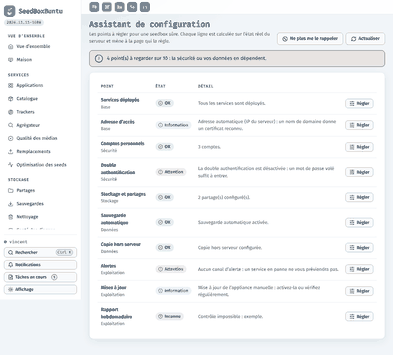 SeedBoxBuntu
VUE D'ENSEMBLE
Vue d'ensemble
Maison
SERVICES
Applications
Catalogue
Trackers
Agrégateur
Qualité des médias
Remplacements
Optimisation des seeds
STOCKAGE
Partages
Sauvegardes
Nettoyage
vincent
Rechercher
Notifications
Tâches en cours
Affichage
Assistant de configuration
Les points à régler pour une seedbox sûre. Chaque ligne est calculée sur l'état réel du
serveur et mène à la page qui la règle.
Ne plus me le rappeler
Actualiser
4 point(s) à regarder sur 10 : la sécurité ou vos données en dépendent.
POINT ÉTAT DÉTAIL
Services déployés
Base
OK
Tous les services sont déployés.
Régler
Adresse d'accès
Base
Information
Adresse automatique (IP du serveur) : un nom de domaine donne
un certificat reconnu.
Régler
Comptes personnels
Sécurité
OK
3 comptes.
Régler
Double
authentification
Sécurité
Attention
La double authentification est désactivée : un mot de passe volé
suffit à entrer.
Régler
Stockage et partages
Stockage
OK
2 partage(s) configuré(s).
Régler
Sauvegarde
automatique
Données
OK
Sauvegarde automatique activée.
Régler
Copie hors serveur
Données
OK
Copie hors serveur configurée.
Régler
Alertes
Exploitation
Attention
Aucun canal d'alerte : un service en panne ne vous préviendra pas.
Régler
Mises à jour
Exploitation
Information
Mise à jour de l'appliance manuelle : activez-la ou vérifiez
régulièrement.
Régler
Rapport
hebdomadaire
Exploitation
Inconnu
Contrôle impossible : exemple.
Régler